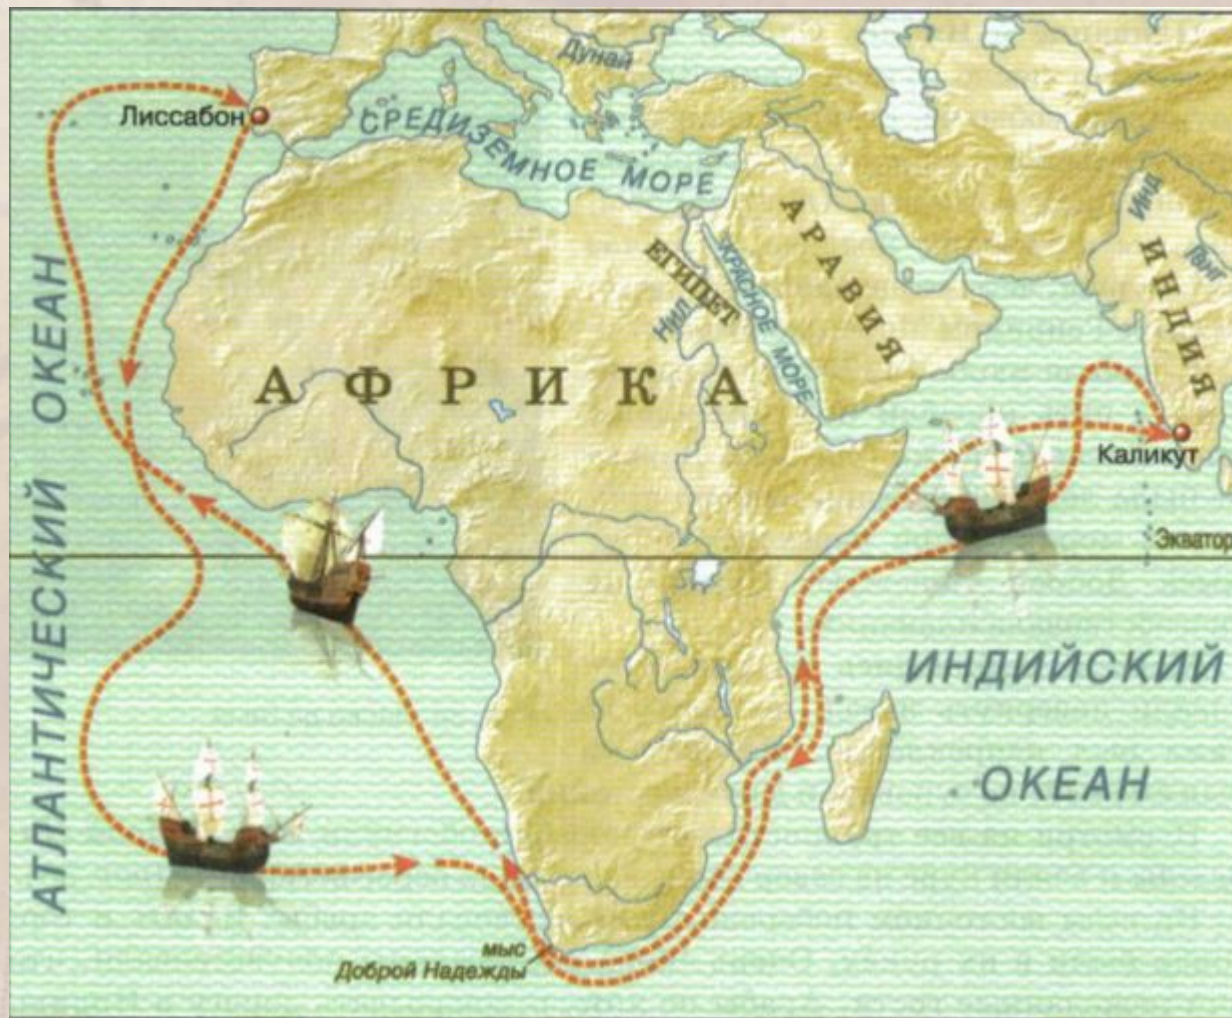 Дунай
Лиссабон
СРЕДИЗЕМНОЕ МОРЕ
Инд
Ганг
ИНДИЯ
АРАВИЯ
ЕГИПЕТ
КРАСНОЕ МОРЕ
Нил
АФРИКА
Каликут
Экватор
АТЛАНТИЧЕСКИЙ ОКЕАН
ИНДИЙСКИЙ
ОКЕАН
мыс
Доброй Надежды